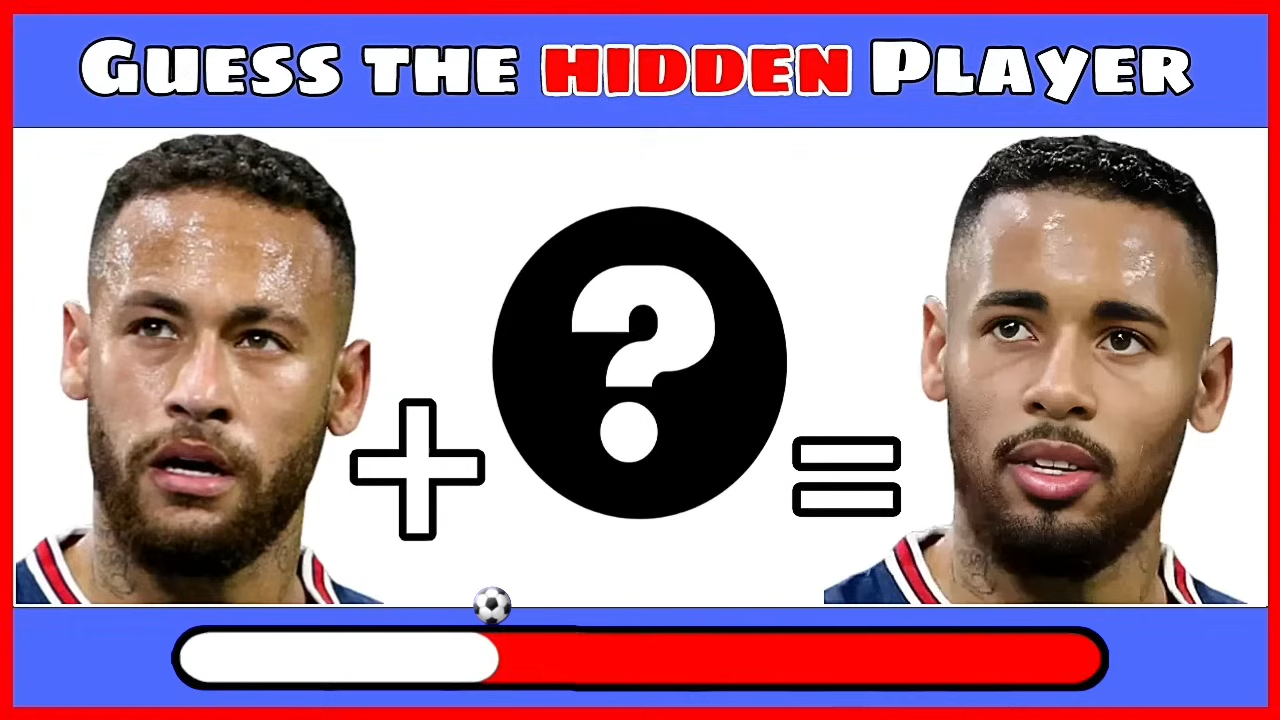 GUESS THE HIDDEN PLAYER
+ ? =